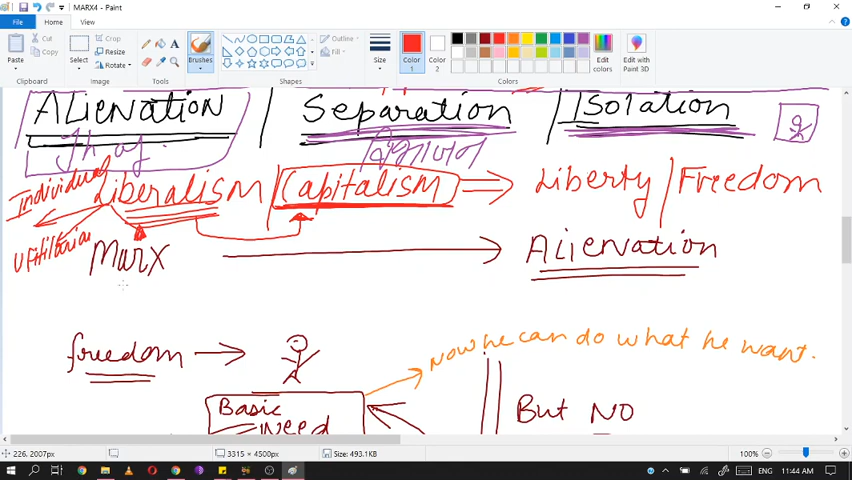 MARX4 - Paint
File Home View
Paste Cut Copy
Select Crop Resize Rotate
Brushes
Outline Fill
Size
Color 1 Color 2
Edit colors
Edit with Paint 3D
Clipboard Image Tools Shapes Colors
Alienation | Separation | Isolation
Individual Liberalism | Capitalism ⇒ Liberty | Freedom
Marx → Alienation
freedom →
Now he can do what he want.
Basic Need
But NO
226, 2007px 3315 × 4500px Size: 493.1KB 100%
ENG 11:44 AM